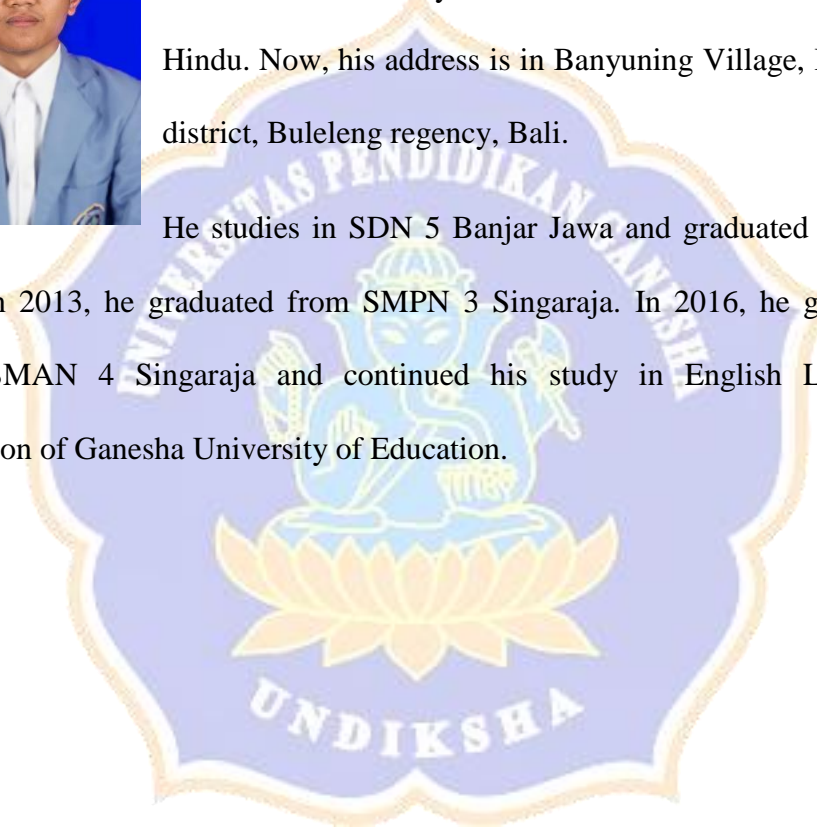 Hindu. Now, his address is in Banyuning Village,
district, Buleleng regency, Bali.
He studies in SDN 5 Banjar Jawa and graduated
2013, he graduated from SMPN 3 Singaraja. In 2016, he
4 Singaraja and continued his study in English
of Ganesha University of Education.
UNIVERSITAS PENDIDIKAN GANESHA
UNDIKSHA